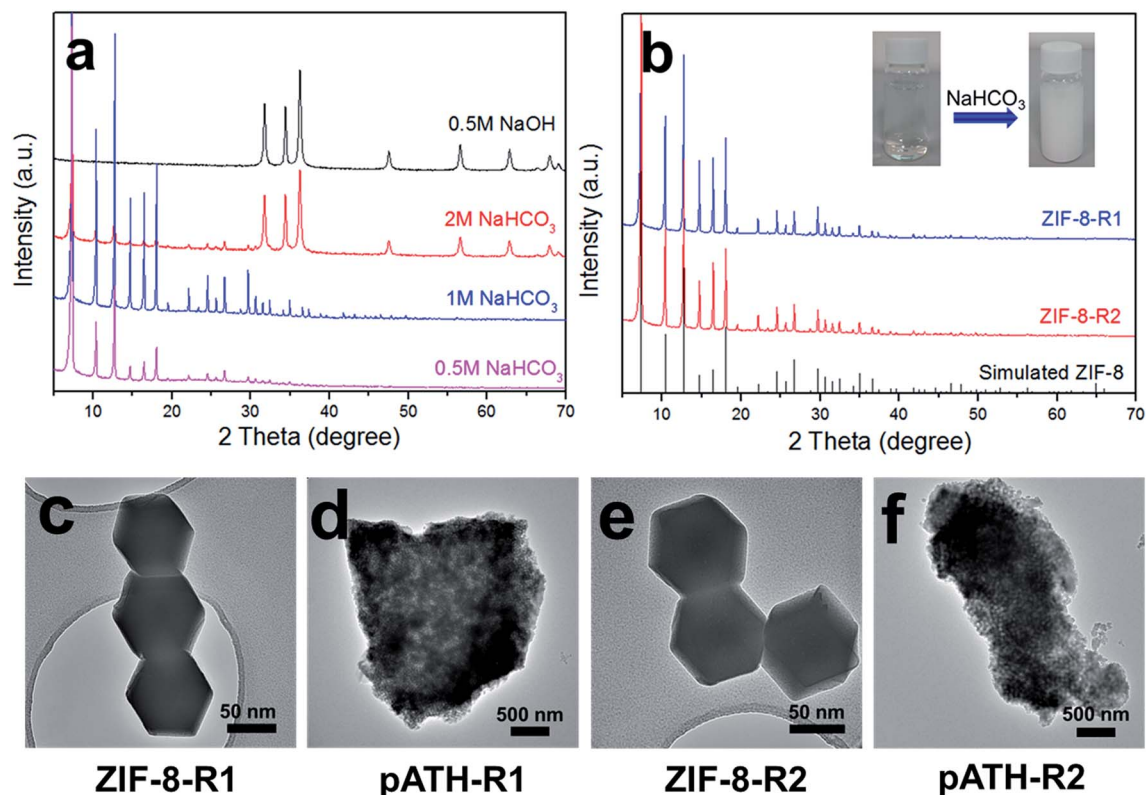 a
0.5M NaOH
2M NaHCO₃
1M NaHCO₃
0.5M NaHCO₃
Intensity (a.u.)
10 20 30 40 50 60 70
2 Theta (degree)
b
NaHCO₃
ZIF-8-R1
ZIF-8-R2
Simulated ZIF-8
Intensity (a.u.)
10 20 30 40 50 60 70
2 Theta (degree)
c
50 nm
ZIF-8-R1
d
500 nm
pATH-R1
e
50 nm
ZIF-8-R2
f
500 nm
pATH-R2